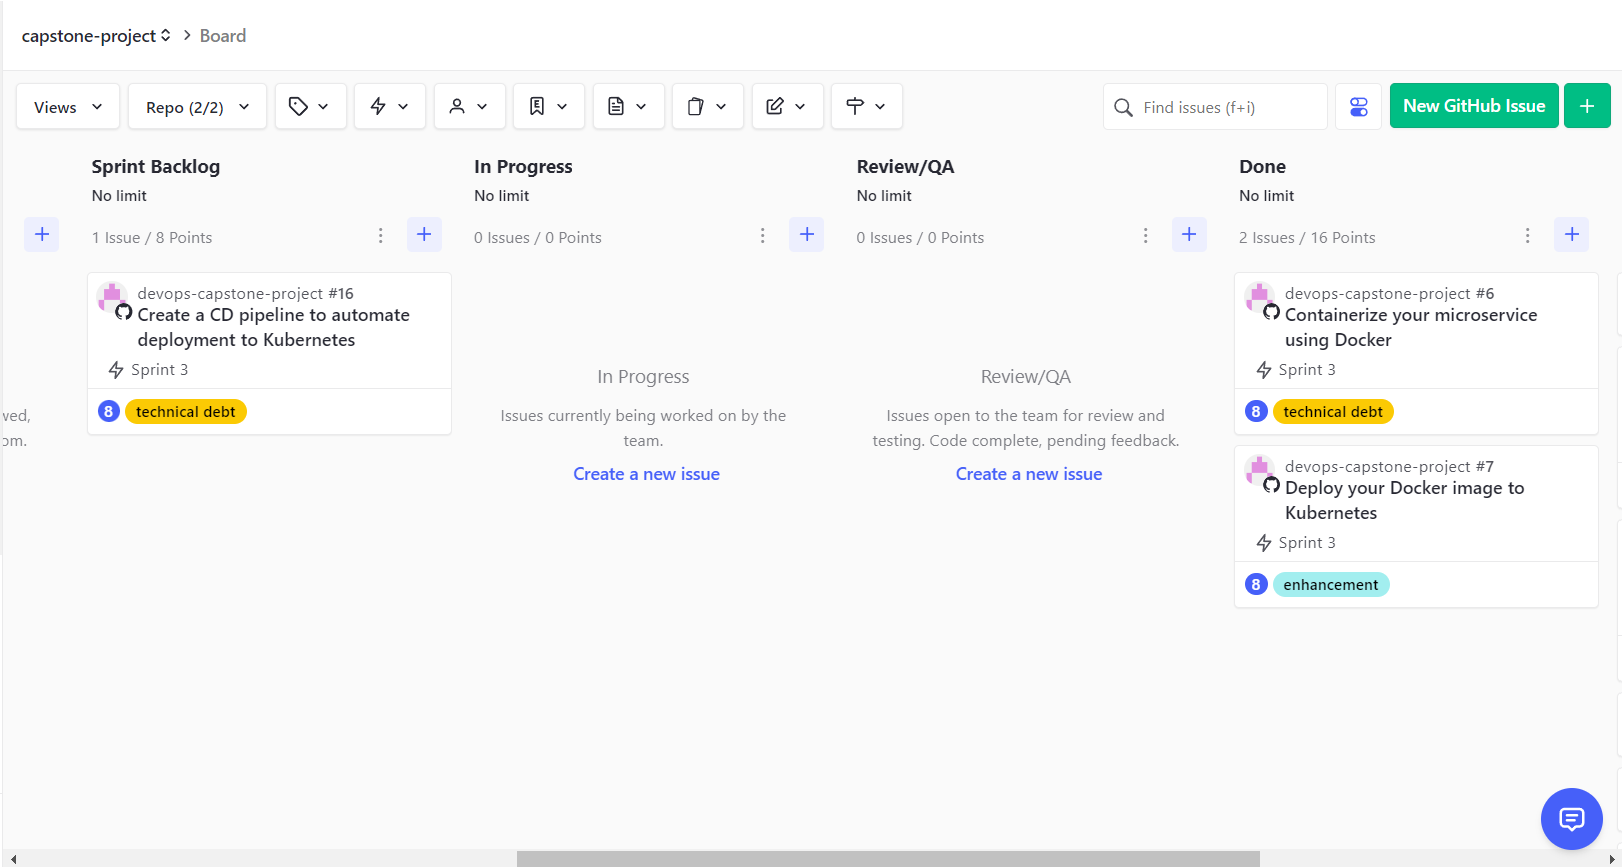 capstone-project > Board
Views
Repo (2/2)
Find issues (f+i)
New GitHub Issue
+
Sprint Backlog
No limit
1 Issue / 8 Points
devops-capstone-project #16
Create a CD pipeline to automate
deployment to Kubernetes
Sprint 3
8 technical debt
In Progress
No limit
0 Issues / 0 Points
In Progress
Issues currently being worked on by the
team.
Create a new issue
Review/QA
No limit
0 Issues / 0 Points
Review/QA
Issues open to the team for review and
testing. Code complete, pending feedback.
Create a new issue
Done
No limit
2 Issues / 16 Points
devops-capstone-project #6
Containerize your microservice
using Docker
Sprint 3
8 technical debt
devops-capstone-project #7
Deploy your Docker image to
Kubernetes
Sprint 3
8 enhancement